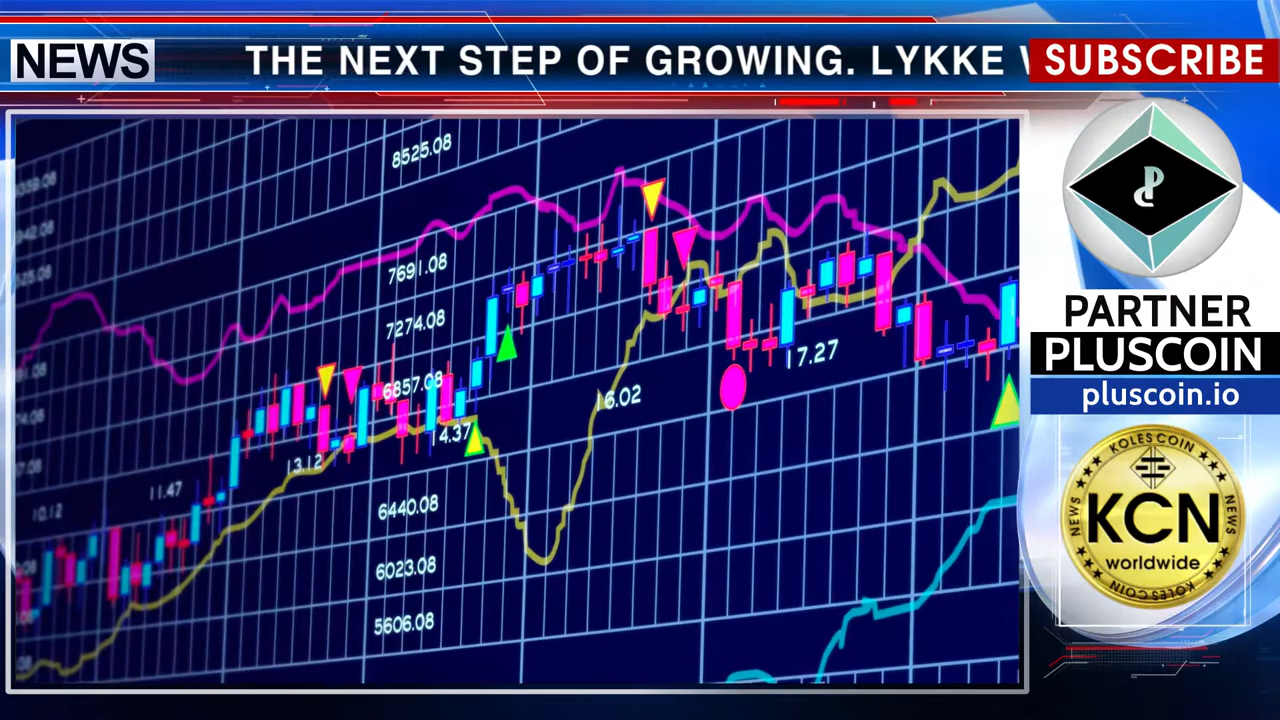 NEWS
THE NEXT STEP OF GROWING. LYKKE
SUBSCRIBE
8525.08
7691.08
7274.08
6857.08
6440.08
6023.08
5606.08
10.12
11.47
13.12
14.37
16.02
17.27
PARTNER
PLUSCOIN
pluscoin.io
KOLES COIN
NEWS
KCN
NEWS
worldwide
KOLES COIN